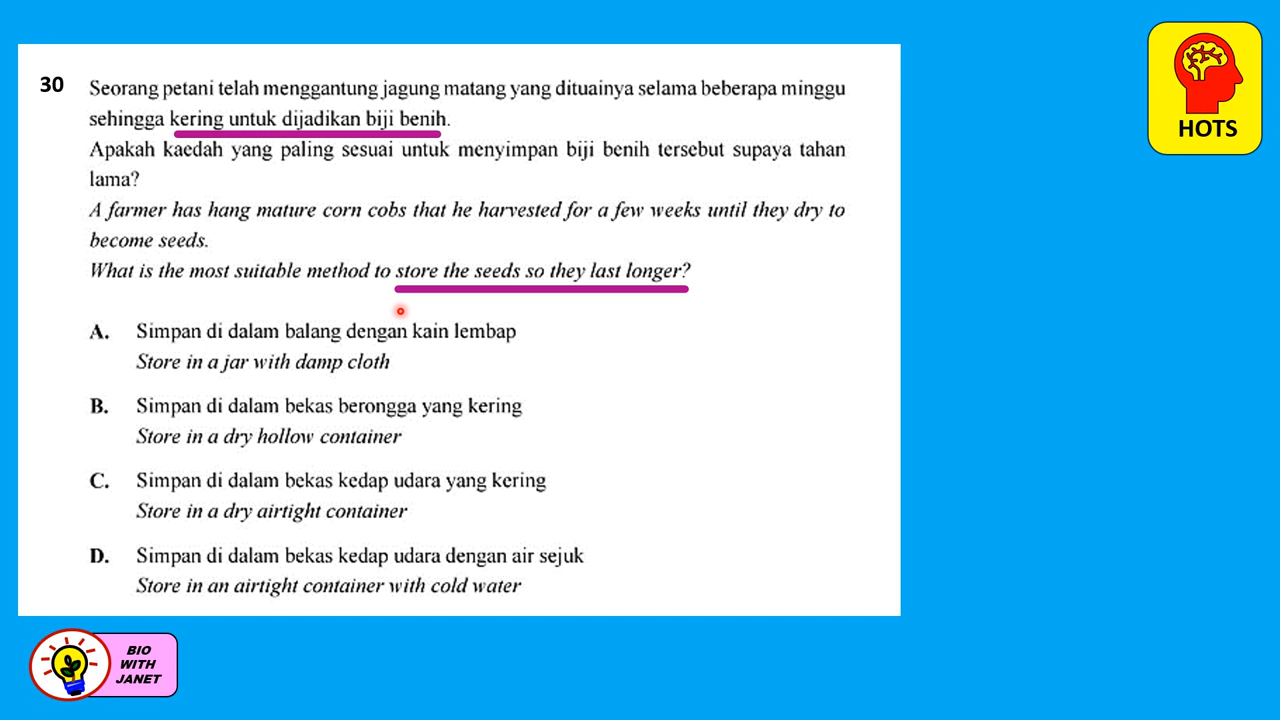 HOTS
30 Seorang petani telah menggantung jagung matang yang dituainya selama beberapa minggu
sehingga kering untuk dijadikan biji benih.
Apakah kaedah yang paling sesuai untuk menyimpan biji benih tersebut supaya tahan
lama?
A farmer has hang mature corn cobs that he harvested for a few weeks until they dry to
become seeds.
What is the most suitable method to store the seeds so they last longer?
A. Simpan di dalam balang dengan kain lembap
Store in a jar with damp cloth
B. Simpan di dalam bekas berongga yang kering
Store in a dry hollow container
C. Simpan di dalam bekas kedap udara yang kering
Store in a dry airtight container
D. Simpan di dalam bekas kedap udara dengan air sejuk
Store in an airtight container with cold water
BIO
WITH
JANET